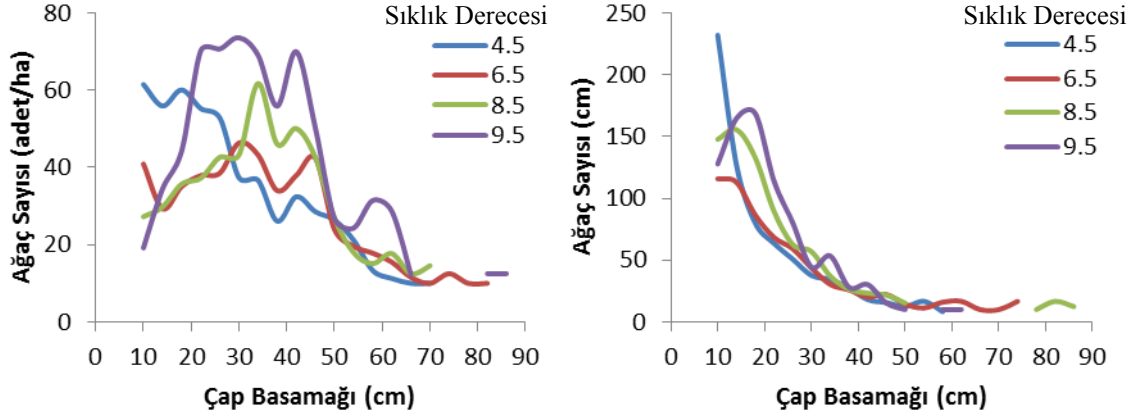 Sıklık Derecesi
4.5
6.5
8.5
9.5
Ağaç Sayısı (adet/ha)
80
60
40
20
0
0 10 20 30 40 50 60 70 80 90
Çap Basamağı (cm)
Sıklık Derecesi
4.5
6.5
8.5
9.5
Ağaç Sayısı (cm)
250
200
150
100
50
0
0 10 20 30 40 50 60 70 80 90
Çap Basamağı (cm)